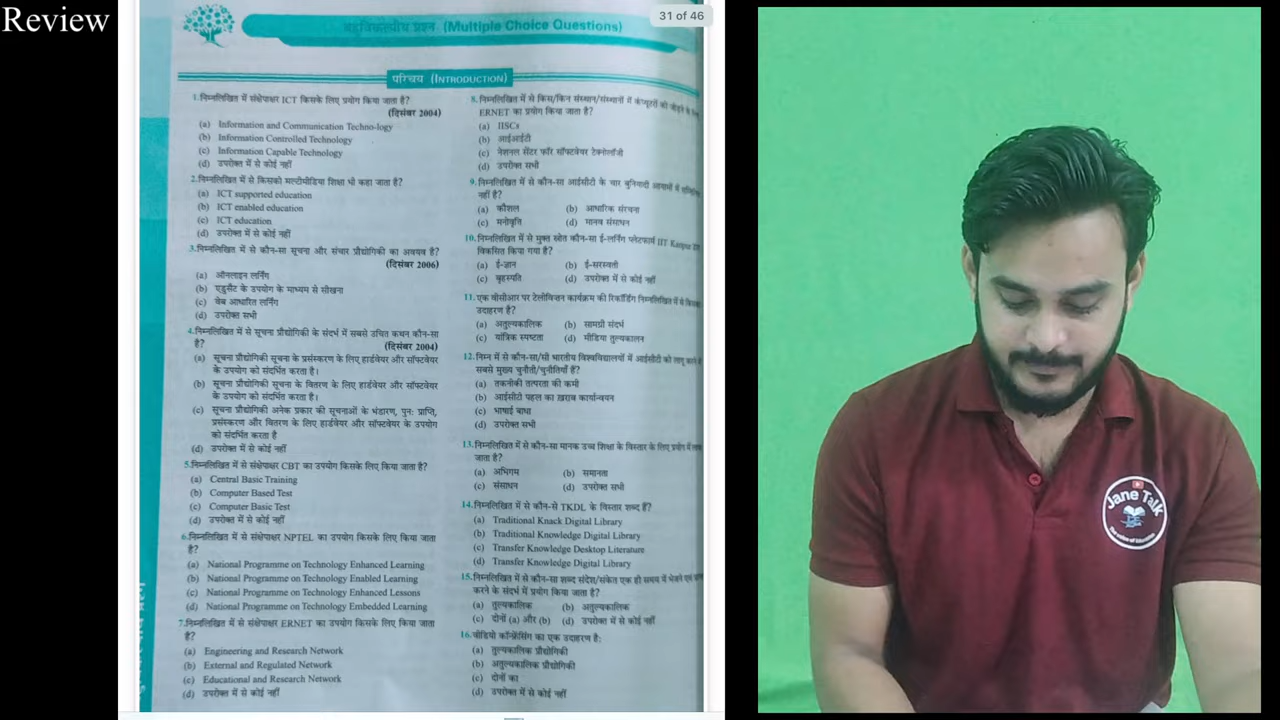 Review
31 of 46
बहुविकल्पीय प्रश्न (Multiple Choice Questions)
परिचय (INTRODUCTION)
1.निम्नलिखित में से संक्षेपाक्षर ICT किसके लिए प्रयोग किया जाता है?
(दिसंबर 2004)
(a) Information and Communication Techno-logy
(b) Information Controlled Technology
(c) Information Capable Technology
(d) उपरोक्त में से कोई नहीं
2.निम्नलिखित में से किसको मल्टीमीडिया शिक्षा भी कहा जाता है?
(a) ICT supported education
(b) ICT enabled education
(c) ICT education
(d) उपरोक्त में से कोई नहीं
3.निम्नलिखित में से कौन-सा सूचना और संचार प्रौद्योगिकी का अवयव है?
(दिसंबर 2006)
(a) ऑनलाइन लर्निंग
(b) एडुसैट के उपयोग के माध्यम से सीखना
(c) वेब आधारित लर्निंग
(d) उपरोक्त सभी
4.निम्नलिखित में से सूचना प्रौद्योगिकी के संदर्भ में सबसे उचित कथन कौन-सा
है? (दिसंबर 2004)
(a) सूचना प्रौद्योगिकी सूचना के प्रसंस्करण के लिए हार्डवेयर और सॉफ्टवेयर
के उपयोग को संदर्भित करता है।
(b) सूचना प्रौद्योगिकी सूचना के वितरण के लिए हार्डवेयर और सॉफ्टवेयर
के उपयोग को संदर्भित करता है।
(c) सूचना प्रौद्योगिकी अनेक प्रकार की सूचनाओं के भंडारण, पुनः प्राप्ति,
प्रसंस्करण और वितरण के लिए हार्डवेयर और सॉफ्टवेयर के उपयोग
को संदर्भित करता है
(d) उपरोक्त में से कोई नहीं
5.निम्नलिखित में से संक्षेपाक्षर CBT का उपयोग किसके लिए किया जाता है?
(a) Central Basic Training
(b) Computer Based Test
(c) Computer Basic Test
(d) उपरोक्त में से कोई नहीं
6.निम्नलिखित में से संक्षेपाक्षर NPTEL का उपयोग किसके लिए किया जाता
है?
(a) National Programme on Technology Enhanced Learning
(b) National Programme on Technology Enabled Learning
(c) National Programme on Technology Enhanced Lessons
(d) National Programme on Technology Embedded Learning
7.निम्नलिखित में से संक्षेपाक्षर ERNET का उपयोग किसके लिए किया जाता
है?
(a) Engineering and Research Network
(b) External and Regulated Network
(c) Educational and Research Network
(d) उपरोक्त में से कोई नहीं
8.निम्नलिखित में से किस/किन संस्थान/संस्थानों में कंप्यूटरों को जोड़ने के
ERNET का प्रयोग किया जाता है?
(a) IISCs
(b) आईआईटी
(c) नेशनल सेंटर फॉर सॉफ्टवेयर टेक्नोलॉजी
(d) उपरोक्त सभी
9.निम्नलिखित में से कौन-सा आईसीटी के चार बुनियादी आयामों में
नहीं है?
(a) कौशल (b) आधारिक संरचना
(c) मनोवृत्ति (d) मानव संसाधन
10.निम्नलिखित में से मुक्त स्रोत कौन-सा ई-लर्निंग प्लेटफार्म IIT Kanpur
विकसित किया गया है?
(a) ई-ज्ञान (b) ई-सरस्वती
(c) बृहस्पति (d) उपरोक्त में से कोई नहीं
11.एक वीसीआर पर टेलीविजन कार्यक्रम की रिकॉर्डिंग निम्नलिखित में से
उदाहरण है?
(a) अतुल्यकालिक (b) सामग्री संदर्भ
(c) यांत्रिक स्पष्टता (d) मीडिया तुल्यकालन
12.निम्न में से कौन-सा/सी भारतीय विश्वविद्यालयों में आईसीटी को लागू करने
सबसे मुख्य चुनौती/चुनौतियाँ हैं?
(a) तकनीकी तत्परता की कमी
(b) आईसीटी पहल का ख़राब कार्यान्वयन
(c) भाषाई बाधा
(d) उपरोक्त सभी
13.निम्नलिखित में से कौन-सा मानक उच्च शिक्षा के विस्तार के लिए प्रयोग में
जाता है?
(a) अभिगम (b) समानता
(c) संसाधन (d) उपरोक्त सभी
14.निम्नलिखित में से कौन-से TKDL के विस्तार शब्द हैं?
(a) Traditional Knack Digital Library
(b) Traditional Knowledge Digital Library
(c) Transfer Knowledge Desktop Literature
(d) Transfer Knowledge Digital Library
15.निम्नलिखित में से कौन-सा शब्द संदेश/संकेत एक ही समय में भेजने एवं
करने के संदर्भ में प्रयोग किया जाता है?
(a) तुल्यकालिक (b) अतुल्यकालिक
(c) दोनों (a) और (b) (d) उपरोक्त में से कोई नहीं
16.वीडियो कॉन्फ्रेंसिंग का एक उदाहरण है:
(a) तुल्यकालिक प्रौद्योगिकी
(b) अतुल्यकालिक प्रौद्योगिकी
(c) दोनों का
(d) उपरोक्त में से कोई नहीं
Jane Talk